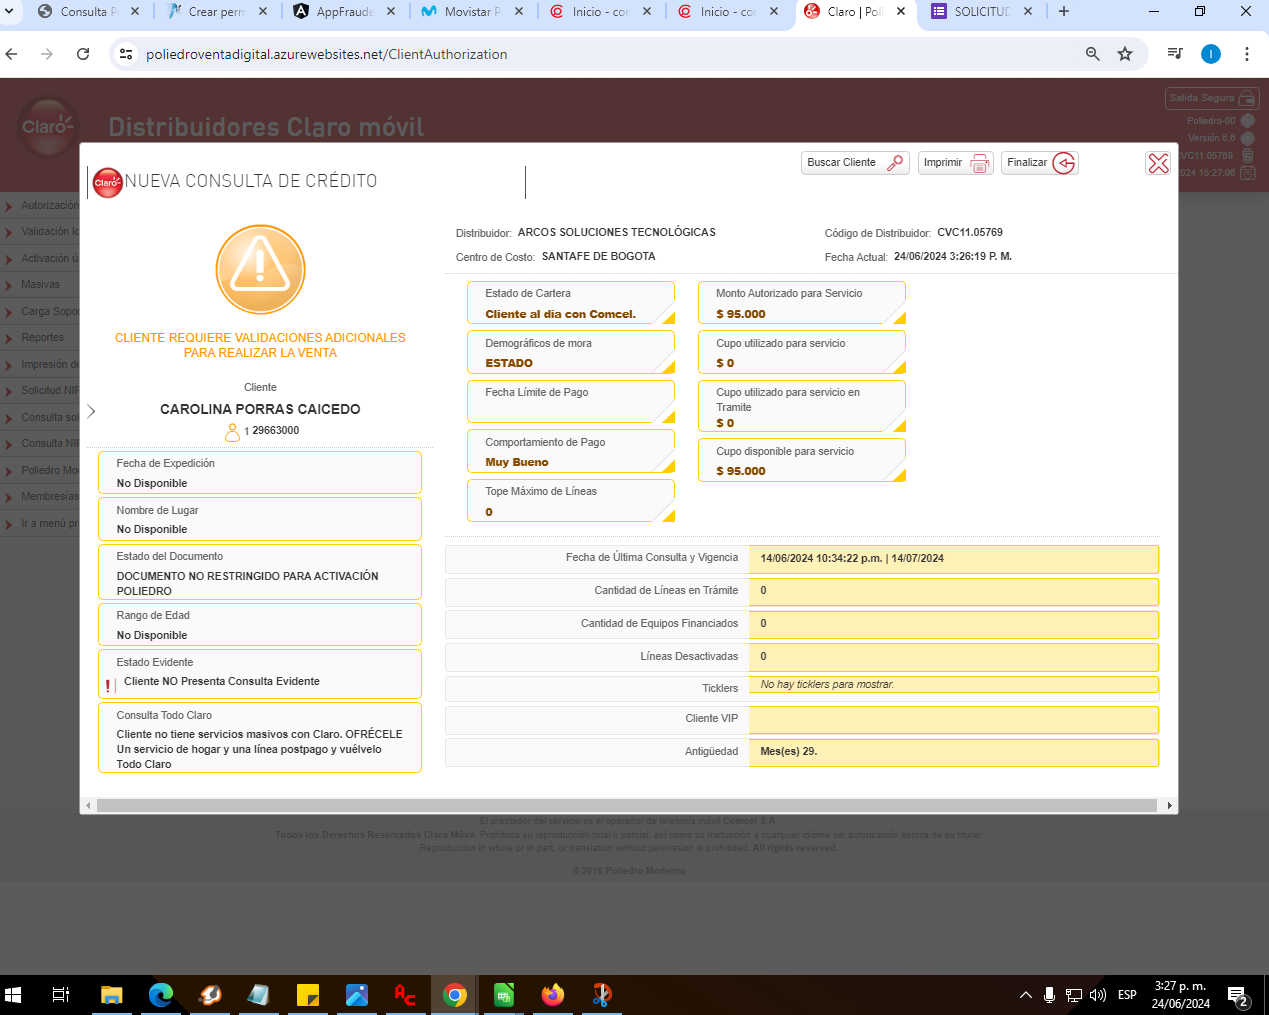 Consulta P
Crear perm
AppFraude
Movistar P
Inicio - co
Inicio - co
Claro | Poli
SOLICITUD
poliedroventadigital.azurewebsites.net/ClientAuthorization
I
Claro
Distribuidores Claro móvil
Salida Segura
Poliedro-00
Versión 6.6
CVC11.05769
2024 15:27:06
Buscar Cliente
Imprimir
Finalizar
Claro
NUEVA CONSULTA DE CRÉDITO
Autorización
Validación Id
Activación ú
Masivas
Carga Sopo
Reportes
Impresión de
Solicitud NIP
Consulta sol
Consulta NIP
Poliedro Mo
Membresías
Ir a menú pr
CLIENTE REQUIERE VALIDACIONES ADICIONALES
PARA REALIZAR LA VENTA
Cliente
CAROLINA PORRAS CAICEDO
1 29663000
Fecha de Expedición
No Disponible
Nombre de Lugar
No Disponible
Estado del Documento
DOCUMENTO NO RESTRINGIDO PARA ACTIVACIÓN
POLIEDRO
Rango de Edad
No Disponible
Estado Evidente
Cliente NO Presenta Consulta Evidente
Consulta Todo Claro
Cliente no tiene servicios masivos con Claro. OFRÉCELE
Un servicio de hogar y una línea postpago y vuélvelo
Todo Claro
Distribuidor: ARCOS SOLUCIONES TECNOLÓGICAS
Código de Distribuidor: CVC11.05769
Centro de Costo: SANTAFE DE BOGOTA
Fecha Actual: 24/06/2024 3:26:19 P. M.
Estado de Cartera
Cliente al dia con Comcel.
Demográficos de mora
ESTADO
Fecha Límite de Pago
Comportamiento de Pago
Muy Bueno
Tope Máximo de Líneas
0
Monto Autorizado para Servicio
$ 95.000
Cupo utilizado para servicio
$ 0
Cupo utilizado para servicio en
Tramite
$ 0
Cupo disponible para servicio
$ 95.000
Fecha de Última Consulta y Vigencia 14/06/2024 10:34:22 p.m. | 14/07/2024
Cantidad de Líneas en Trámite 0
Cantidad de Equipos Financiados 0
Líneas Desactivadas 0
Ticklers No hay ticklers para mostrar.
Cliente VIP
Antigüedad Mes(es) 29.
El prestador del servicio es el operador de telefonía móvil Comcel S.A.
Todos los Derechos Reservados Claro Móvil. Prohibida su reproducción total o parcial, así como su traducción a cualquier idioma sin autorización escrita de su titular.
Reproduction in whole or in part, or translation without permission is prohibited. All rights reserved.
© 2016 Poliedro Moderno
ESP
3:27 p. m.
24/06/2024
2